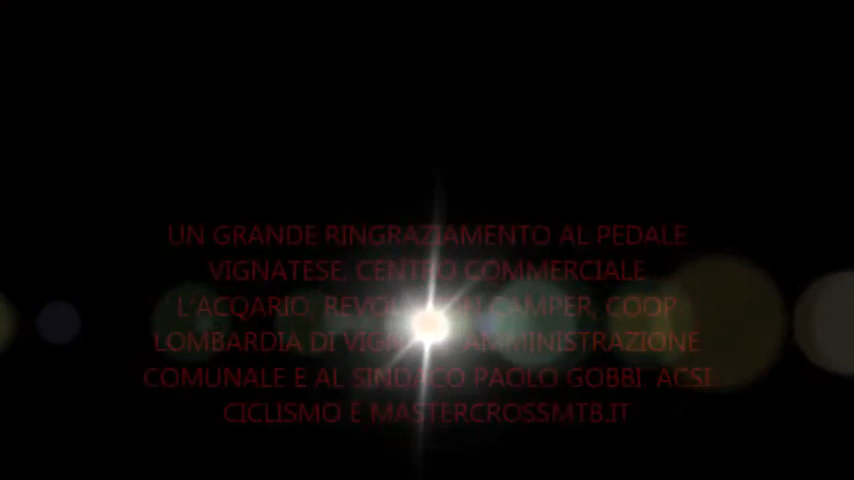 UN GRANDE RINGRAZIAMENTO AL PEDALE
VIGNATESE, CENTRO COMMERCIALE
L'ACQARIO, CAMPER, COOP
LOMBARDIA DI AMMINISTRAZIONE
COMUNALE E AL SINDACO PAOLO GOBBI. ACSI
CICLISMO E MASTERCROSSMTB.IT